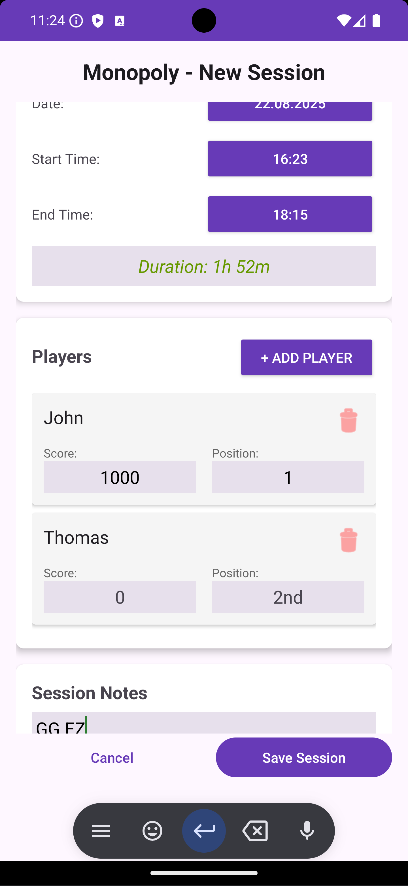 11:24
Monopoly - New Session
Date: 22.08.2025
Start Time: 16:23
End Time: 18:15
Duration: 1h 52m
Players + ADD PLAYER
John
Score: Position:
1000 1
Thomas
Score: Position:
0 2nd
Session Notes
GG EZ
Cancel Save Session